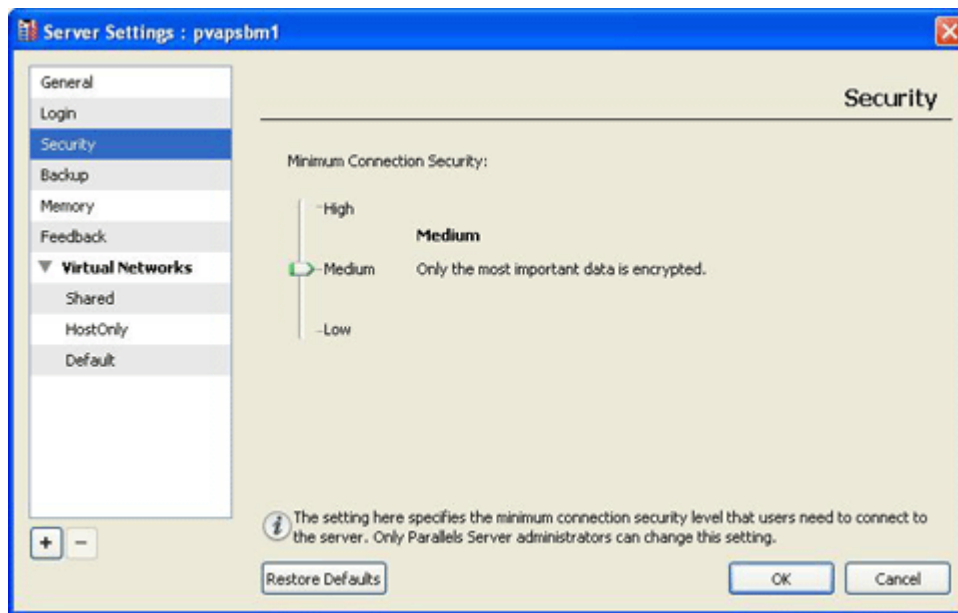 Server Settings : pvapsbm1
General
Login
Security
Backup
Memory
Feedback
Virtual Networks
Shared
HostOnly
Default
+ −
Security
Minimum Connection Security:
-High
Medium
-Medium
Only the most important data is encrypted.
-Low
The setting here specifies the minimum connection security level that users need to connect to
the server. Only Parallels Server administrators can change this setting.
Restore Defaults
OK
Cancel